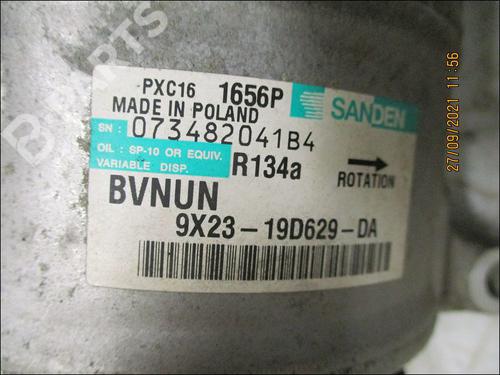 PXC16 1656P
SANDEN
MADE IN POLAND
SN: 073482041B4
OIL: SP-10 OR EQUIV.
VARIABLE DISP.
R134a
ROTATION
BVNUN
9X23-19D629-DA
27/09/2021 11:56
PARTS